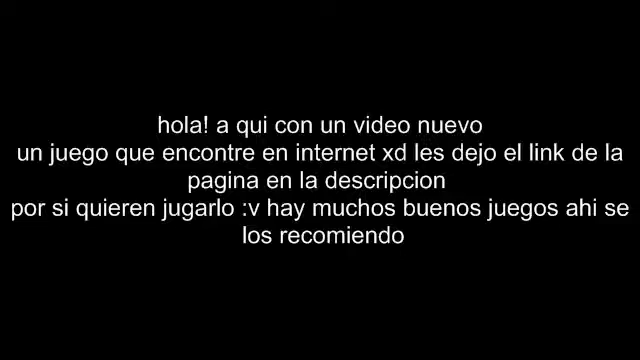 hola! a qui con un video nuevo
un juego que encontre en internet xd les dejo el link de la
pagina en la descripcion
por si quieren jugarlo :v hay muchos buenos juegos ahi se
los recomiendo